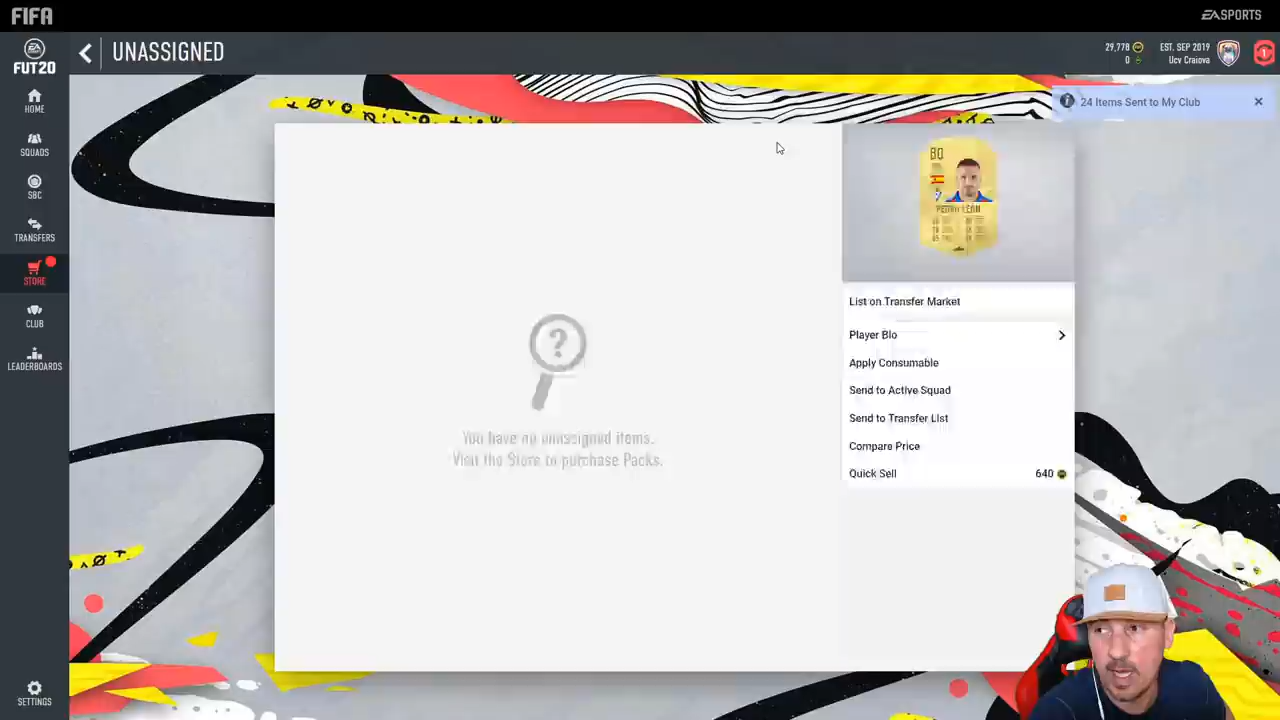 FIFA
EA SPORTS
FUT20
UNASSIGNED
29,778
0
EST. SEP 2019
Ucv Craiova
1
24 Items Sent to My Club
HOME
SQUADS
SBC
TRANSFERS
STORE
CLUB
LEADERBOARDS
SETTINGS
You have no unassigned items.
Visit the Store to purchase Packs.
PEDRO LEÓN
List on Transfer Market
Player Bio
Apply Consumable
Send to Active Squad
Send to Transfer List
Compare Price
Quick Sell 640